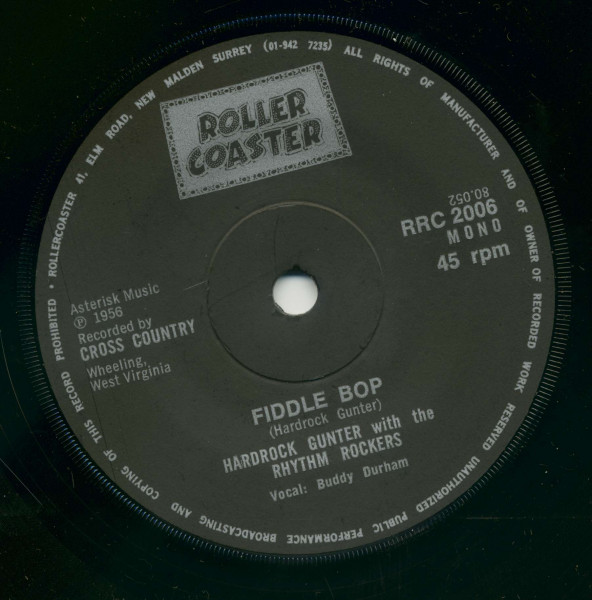 • ROLLERCOASTER 41, ELM ROAD, NEW MALDEN SURREY (01-942 7235) ALL RIGHTS OF MANUFACTURER AND OF OWNER OF RECORDED WORK RESERVED UNAUTHORIZED PUBLIC PERFORMANCE BROADCASTING AND COPYING OF THIS RECORD PROHIBITED
ROLLER
COASTER
80.052
RRC 2006
MONO
45 rpm
Asterisk Music
℗ 1956
Recorded by
CROSS COUNTRY
Wheeling,
West Virginia
FIDDLE BOP
(Hardrock Gunter)
HARDROCK GUNTER with the
RHYTHM ROCKERS
Vocal: Buddy Durham